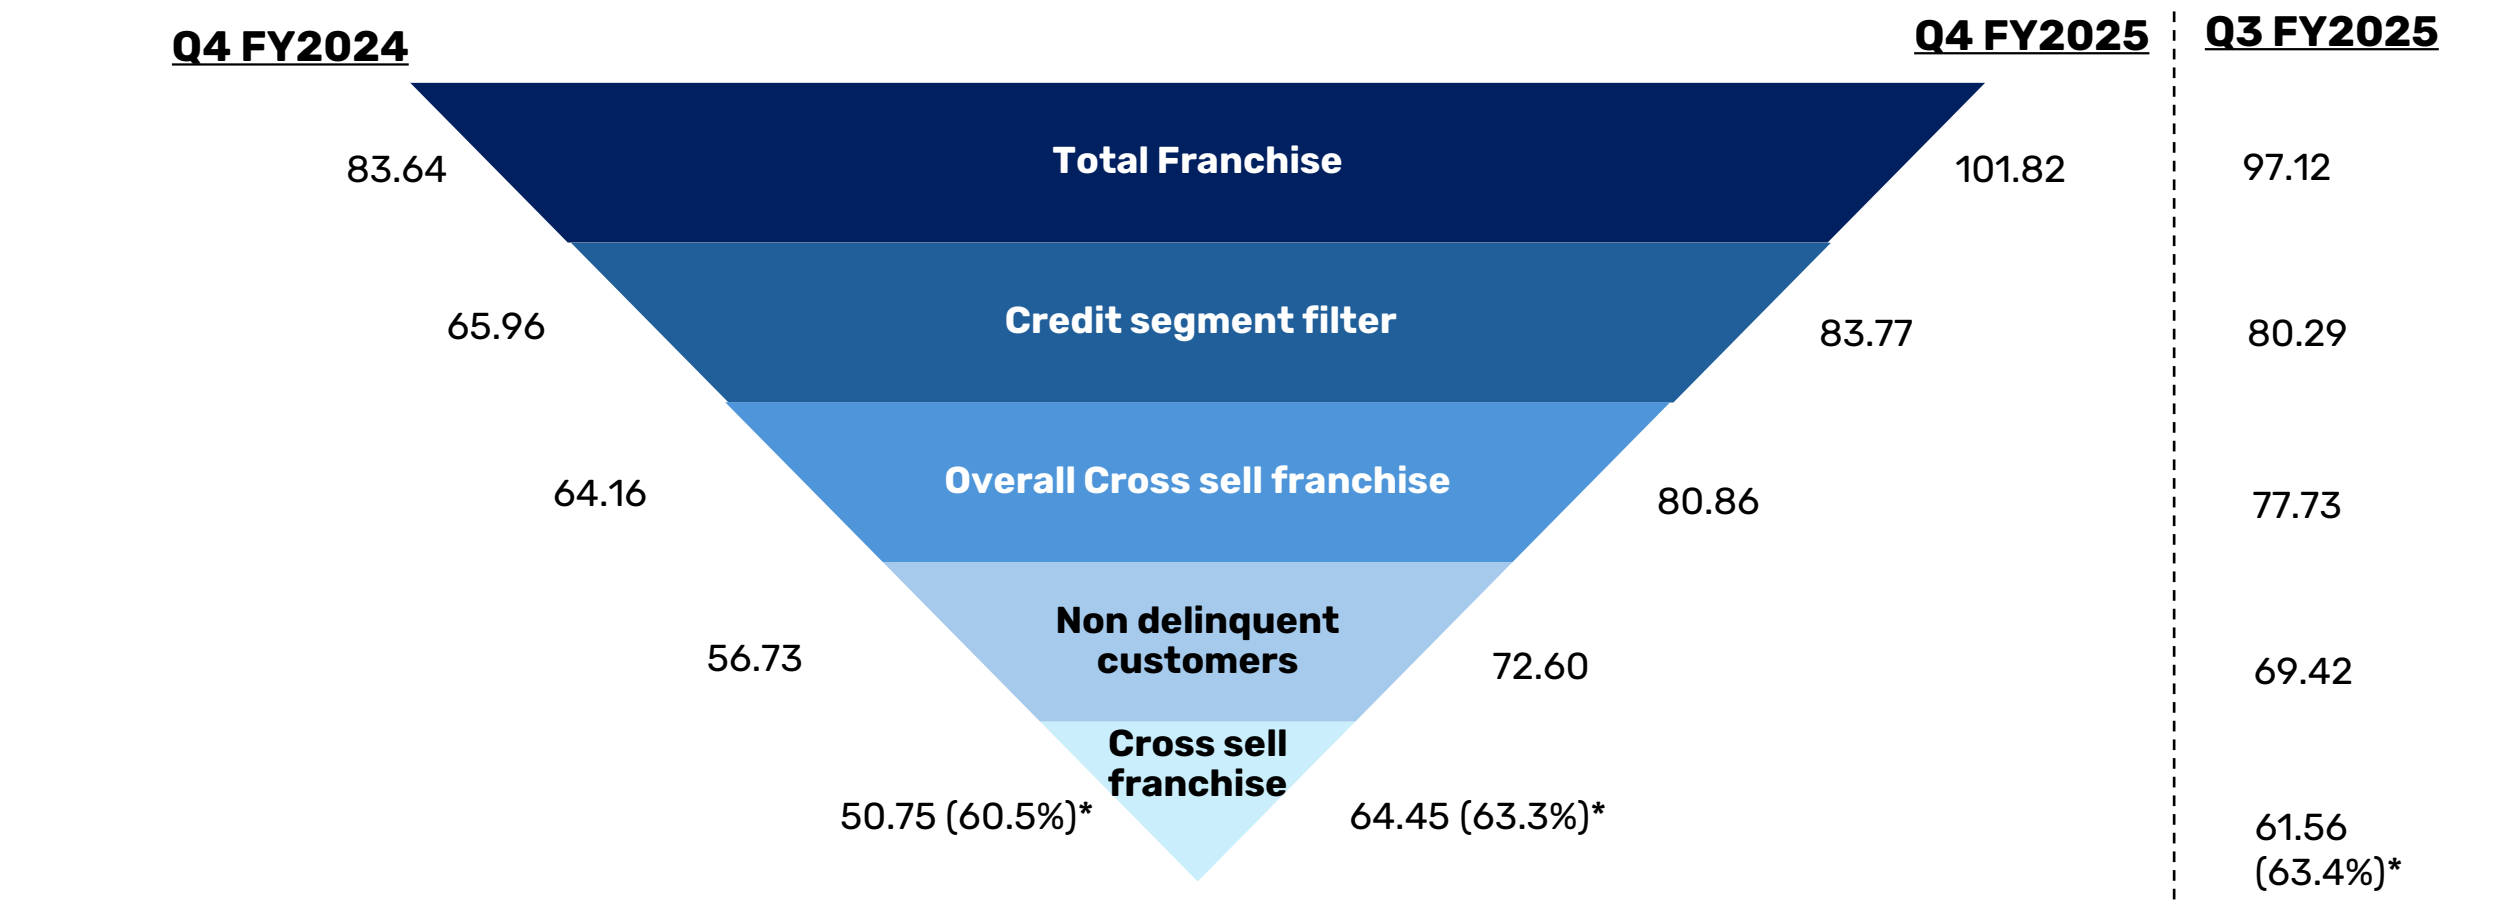 Q4 FY2024
Q4 FY2025
Q3 FY2025
83.64
Total Franchise
101.82
97.12
65.96
Credit segment filter
83.77
80.29
64.16
Overall Cross sell franchise
80.86
77.73
56.73
Non delinquent
customers
72.60
69.42
Cross sell
franchise
50.75 (60.5%)*
64.45 (63.3%)*
61.56
(63.4%)*